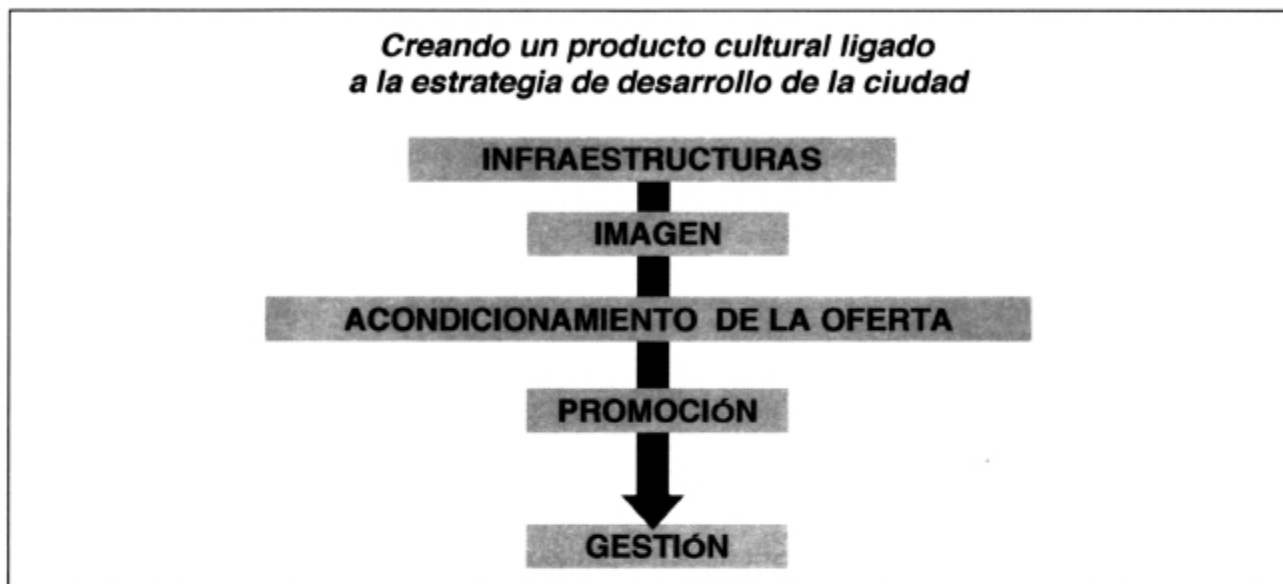 Creando un producto cultural ligado
a la estrategia de desarrollo de la ciudad
INFRAESTRUCTURAS
IMAGEN
ACONDICIONAMIENTO DE LA OFERTA
PROMOCIÓN
GESTIÓN